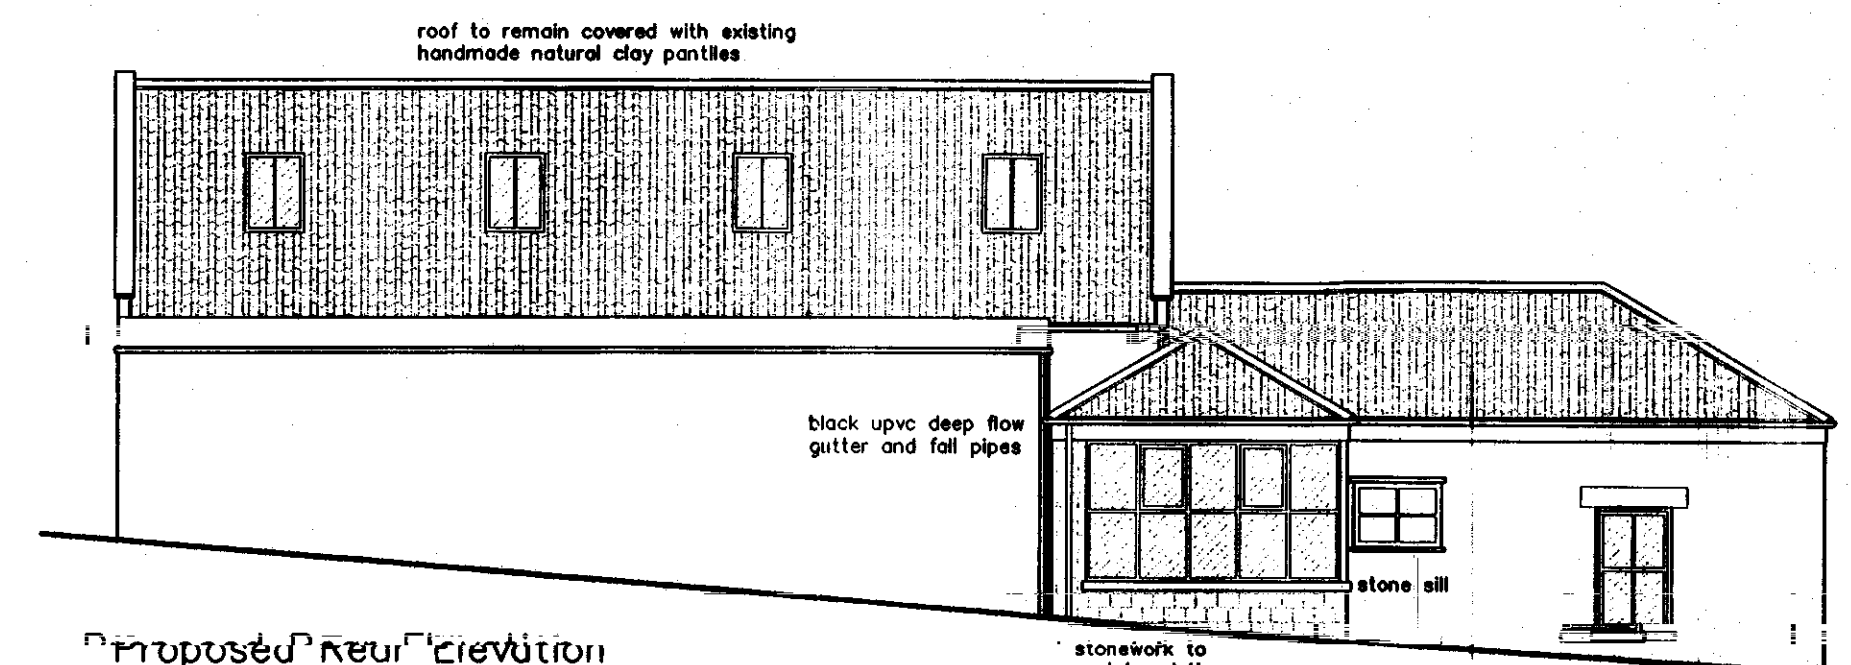 roof to remain covered with existing
handmade natural clay pantiles
black upvc deep flow
gutter and fall pipes
stone sill
Proposed Rear Elevation
stonework to